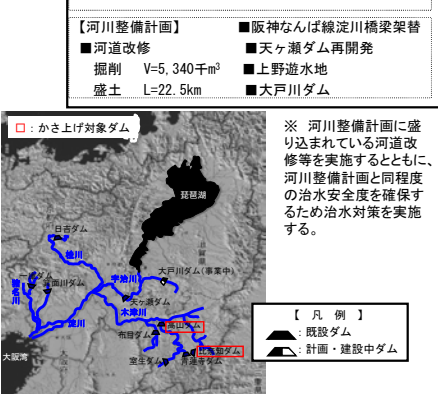 【河川整備計画】
■阪神なんば線淀川橋梁架替
■河道改修
■天ヶ瀬ダム再開発
掘削 V=5,340千m³
■上野遊水地
盛土 L=22.5km
■大戸川ダム
□：かさ上げ対象ダム
※ 河川整備計画に盛
り込まれている河道改
修等を実施するとともに、
河川整備計画と同程度
の治水安全度を確保す
るため治水対策を実施
する。
琵琶湖
日吉ダム
桂川
宇治川
大戸川ダム(事業中)
箕面川ダム
猪名川
天ヶ瀬ダム
木津川
淀川
高山ダム
布目ダム
比奈知ダム
室生ダム
青蓮寺ダム
大阪湾
【 凡 例 】
：既設ダム
：計画・建設中ダム